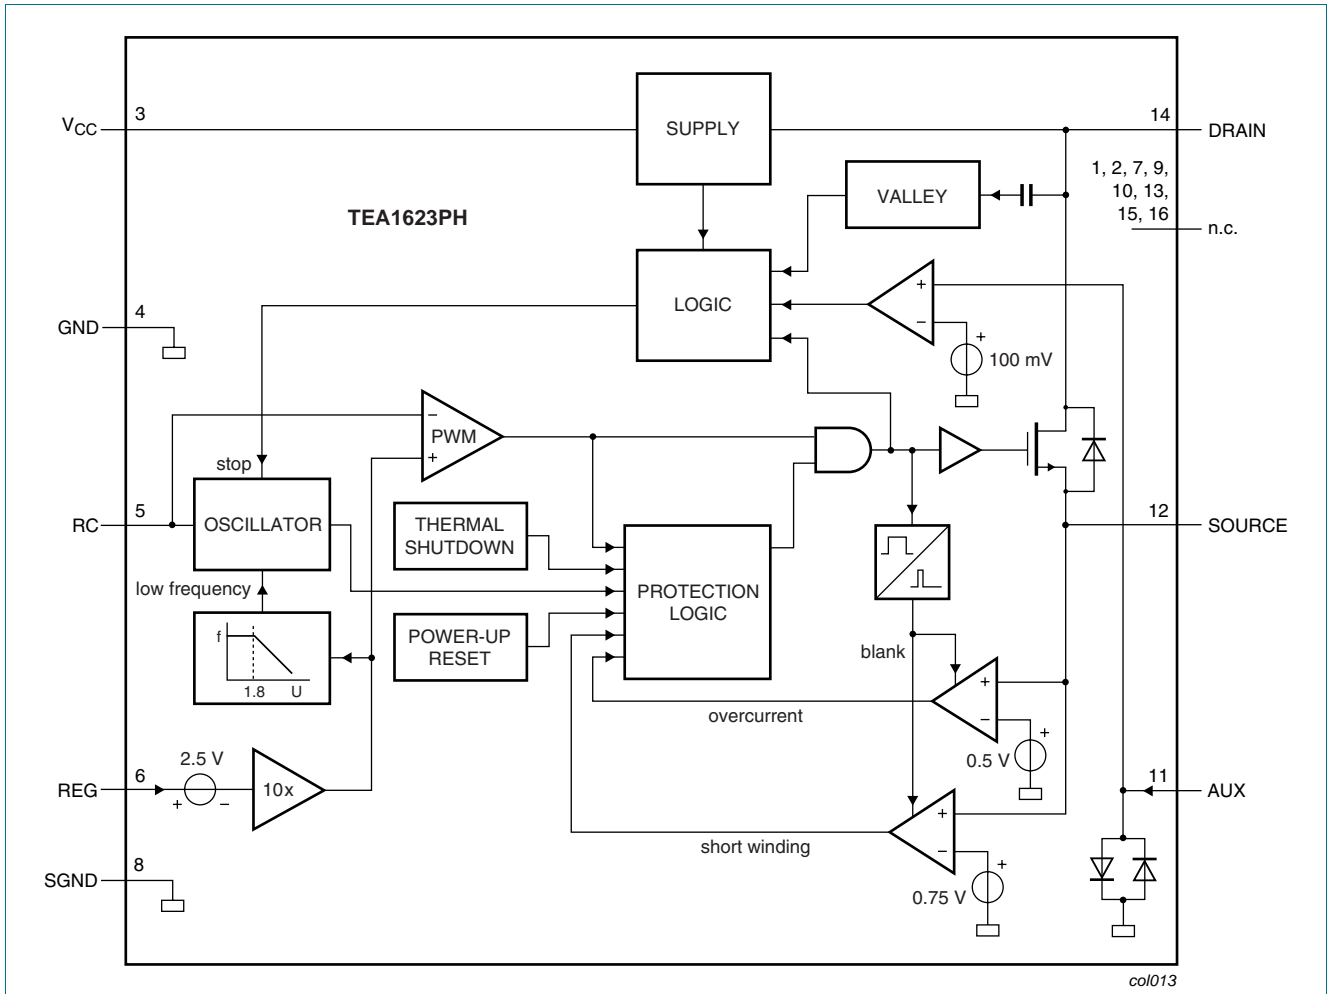 V_CC
3
SUPPLY
14
DRAIN
1, 2, 7, 9,
10, 13,
15, 16
n.c.
VALLEY
TEA1623PH
LOGIC
+
−
+
100 mV
4
GND
−
PWM
+
stop
RC
5
OSCILLATOR
THERMAL
SHUTDOWN
12
SOURCE
low frequency
PROTECTION
LOGIC
POWER-UP
RESET
f
1.8
U
blank
+
−
overcurrent
+
0.5 V
2.5 V
REG
6
+
−
10x
11
AUX
+
−
short winding
+
0.75 V
8
SGND
col013